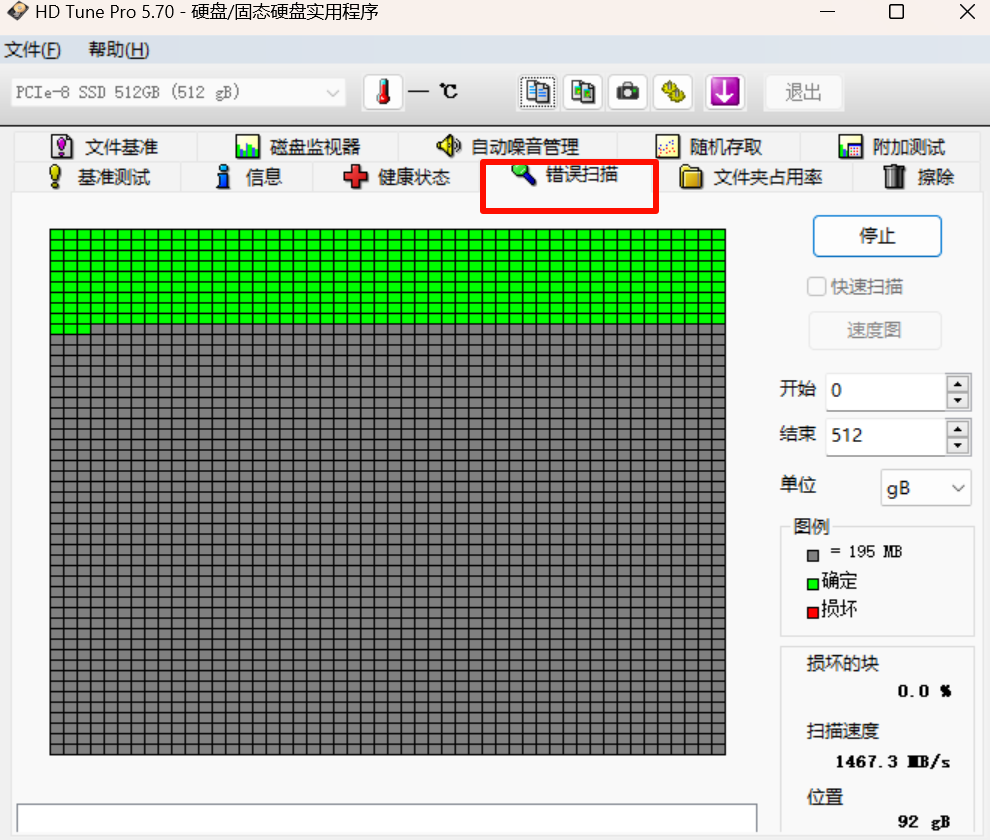 HD Tune Pro 5.70 - 硬盘/固态硬盘实用程序
文件(F) 帮助(H)
PCIe-8 SSD 512GB (512 gB) — ℃ 退出
文件基准 磁盘监视器 自动噪音管理 随机存取 附加测试
基准测试 信息 健康状态 错误扫描 文件夹占用率 擦除
停止
快速扫描
速度图
开始 0
结束 512
单位 gB
图例
= 195 MB
确定
损坏
损坏的块
0.0 %
扫描速度
1467.3 MB/s
位置
92 gB